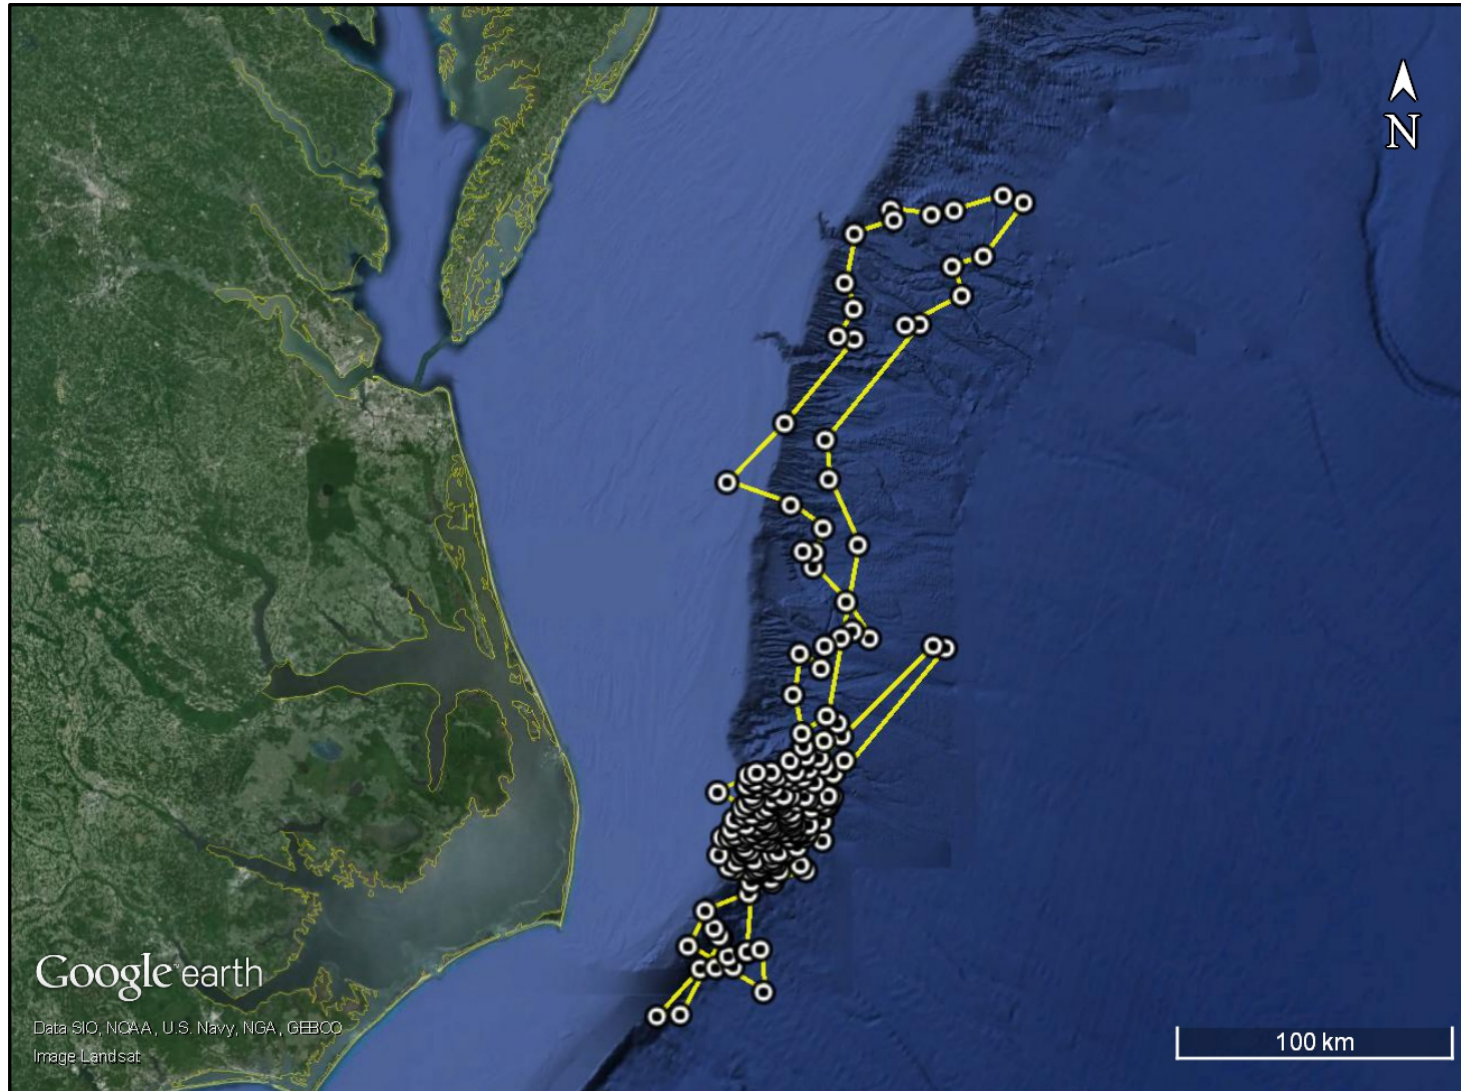 N
Google earth
Data SIO, NOAA, U.S. Navy, NGA, GEBCO
Image Landsat
100 km